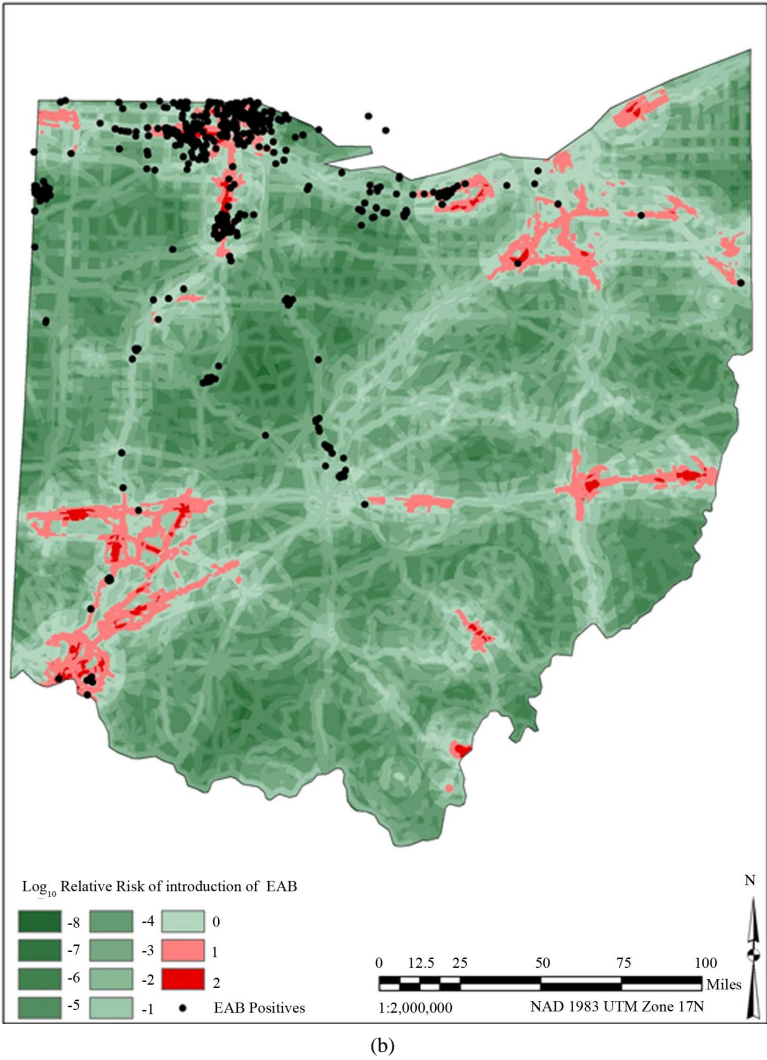 Log10 Relative Risk of introduction of EAB
-8 -4 0
-7 -3 1
-6 -2 2
-5 -1 EAB Positives
N
0 12.5 25 50 75 100
Miles
1:2,000,000 NAD 1983 UTM Zone 17N
(b)